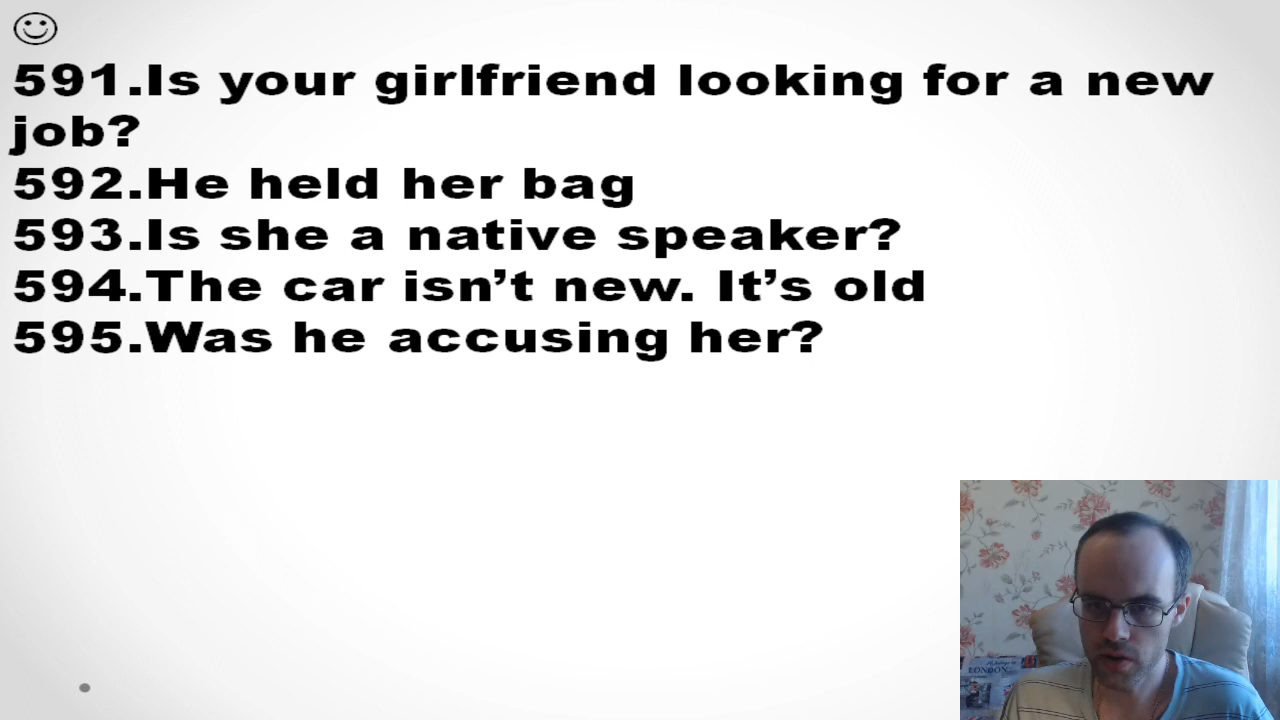 591.Is your girlfriend looking for a new
job?
592.He held her bag
593.Is she a native speaker?
594.The car isn’t new. It’s old
595.Was he accusing her?
LONDON